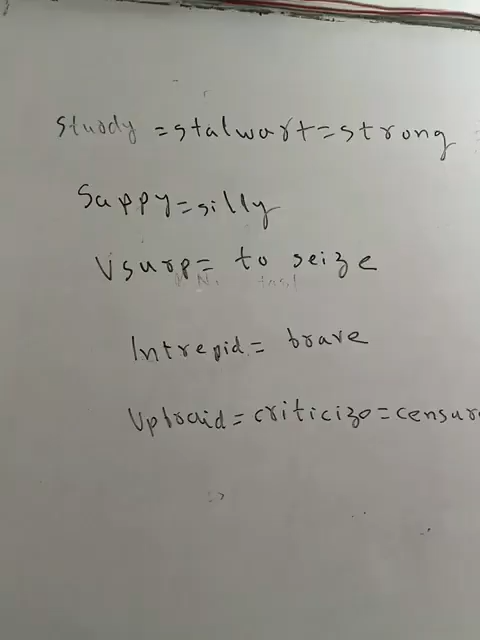 Sturdy = stalwart = strong
Sappy = silly
Usurp = to seize
Intrepid = brave
Upbraid = criticize = censure